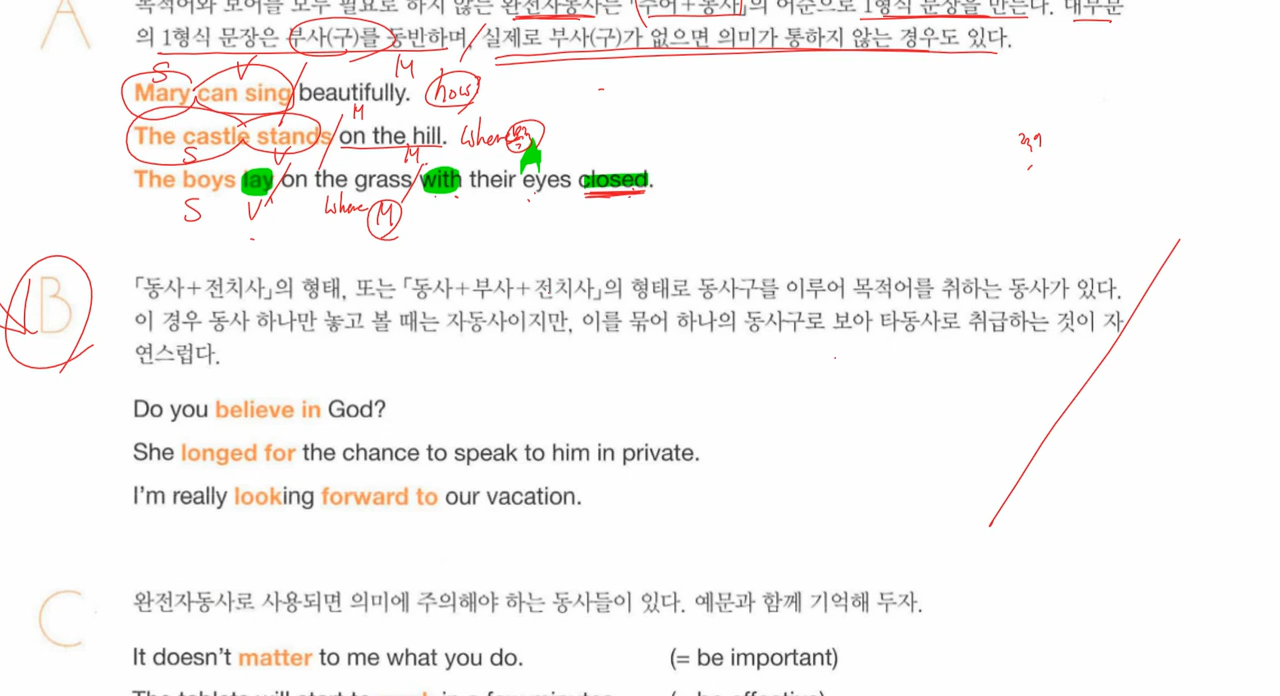 목적어와 보어를 모두 필요로 하지 않는 완전자동사는 「주어+동사」의 어순으로 1형식 문장을 만든다. 대부분
A
의 1형식 문장은 부사(구)를 동반하며, 실제로 부사(구)가 없으면 의미가 통하지 않는 경우도 있다.
S V M
Mary can sing beautifully. how
M
The castle stands on the hill. where
S V M
The boys lay on the grass with their eyes closed.
S V where M
B
「동사+전치사」의 형태, 또는 「동사+부사+전치사」의 형태로 동사구를 이루어 목적어를 취하는 동사가 있다.
이 경우 동사 하나만 놓고 볼 때는 자동사이지만, 이를 묶어 하나의 동사구로 보아 타동사로 취급하는 것이 자
연스럽다.
Do you believe in God?
She longed for the chance to speak to him in private.
I'm really looking forward to our vacation.
C
완전자동사로 사용되면 의미에 주의해야 하는 동사들이 있다. 예문과 함께 기억해 두자.
It doesn't matter to me what you do. (= be important)